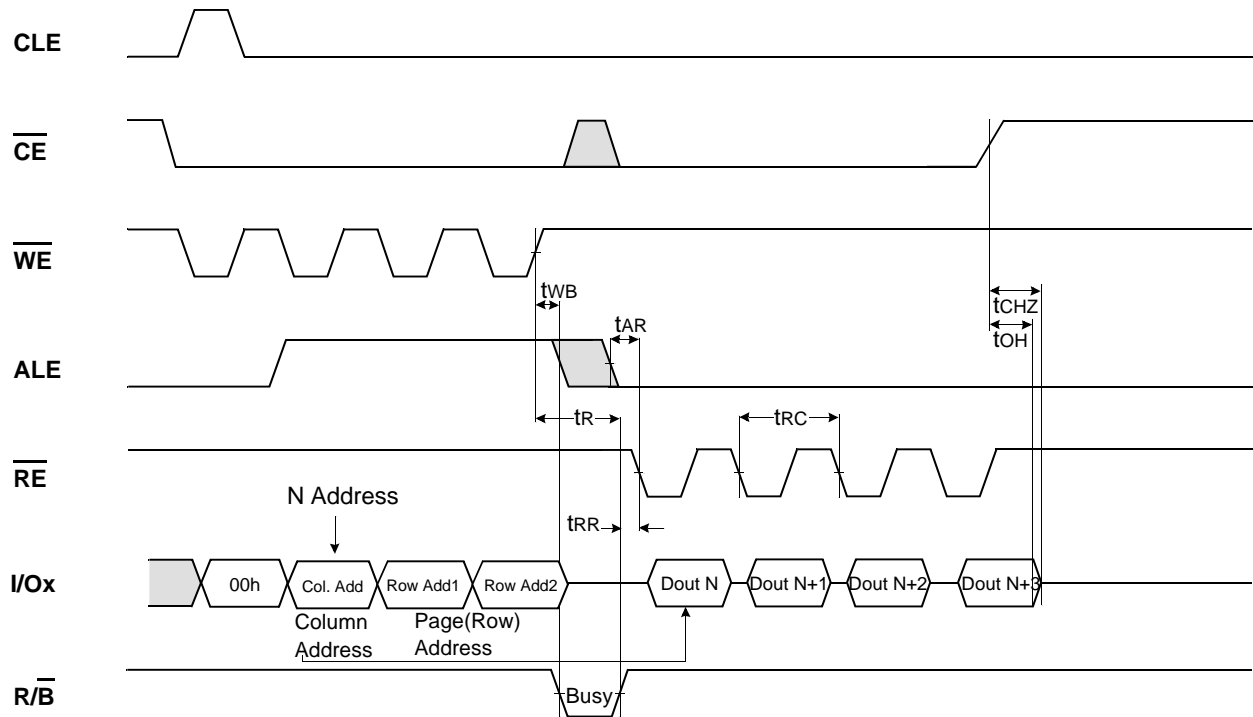 CLE
CE
WE
tWB
tCHZ
tAR
tOH
ALE
tR
tRC
RE
N Address
tRR
I/Ox
00h
Col. Add
Row Add1
Row Add2
Dout N
Dout N+1
Dout N+2
Dout N+3
Column
Address
Page(Row)
Address
R/B
Busy